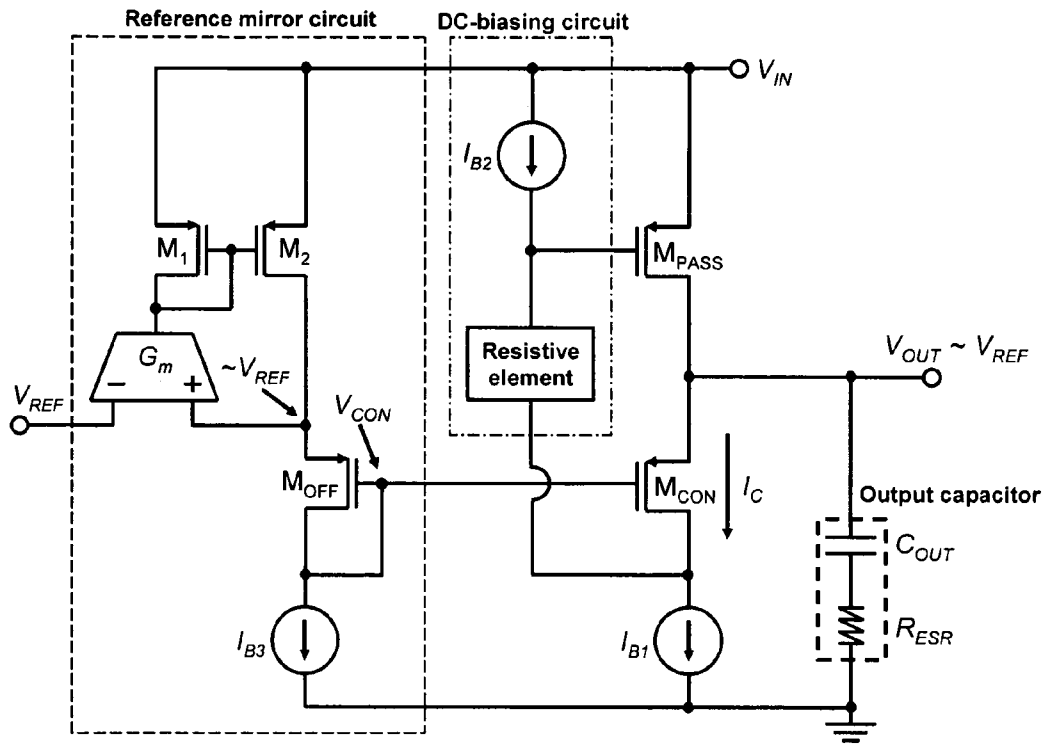 Reference mirror circuit
DC-biasing circuit
V_IN
I_B2
M_1
M_2
M_PASS
G_m
~V_REF
Resistive
element
V_OUT ~ V_REF
V_REF
− +
V_CON
M_OFF
M_CON
I_C
Output capacitor
C_OUT
R_ESR
I_B3
I_B1